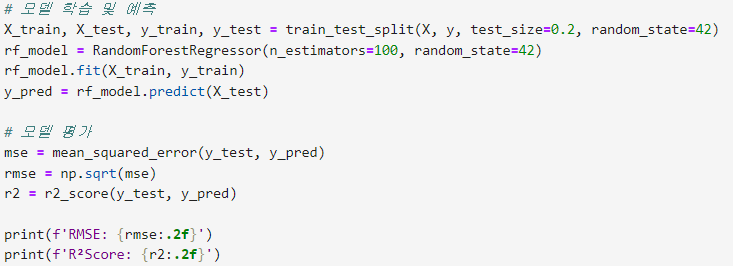 # 모델 학습 및 예측
X_train, X_test, y_train, y_test = train_test_split(X, y, test_size=0.2, random_state=42)
rf_model = RandomForestRegressor(n_estimators=100, random_state=42)
rf_model.fit(X_train, y_train)
y_pred = rf_model.predict(X_test)
# 모델 평가
mse = mean_squared_error(y_test, y_pred)
rmse = np.sqrt(mse)
r2 = r2_score(y_test, y_pred)
print(f'RMSE: {rmse:.2f}')
print(f'R²Score: {r2:.2f}')